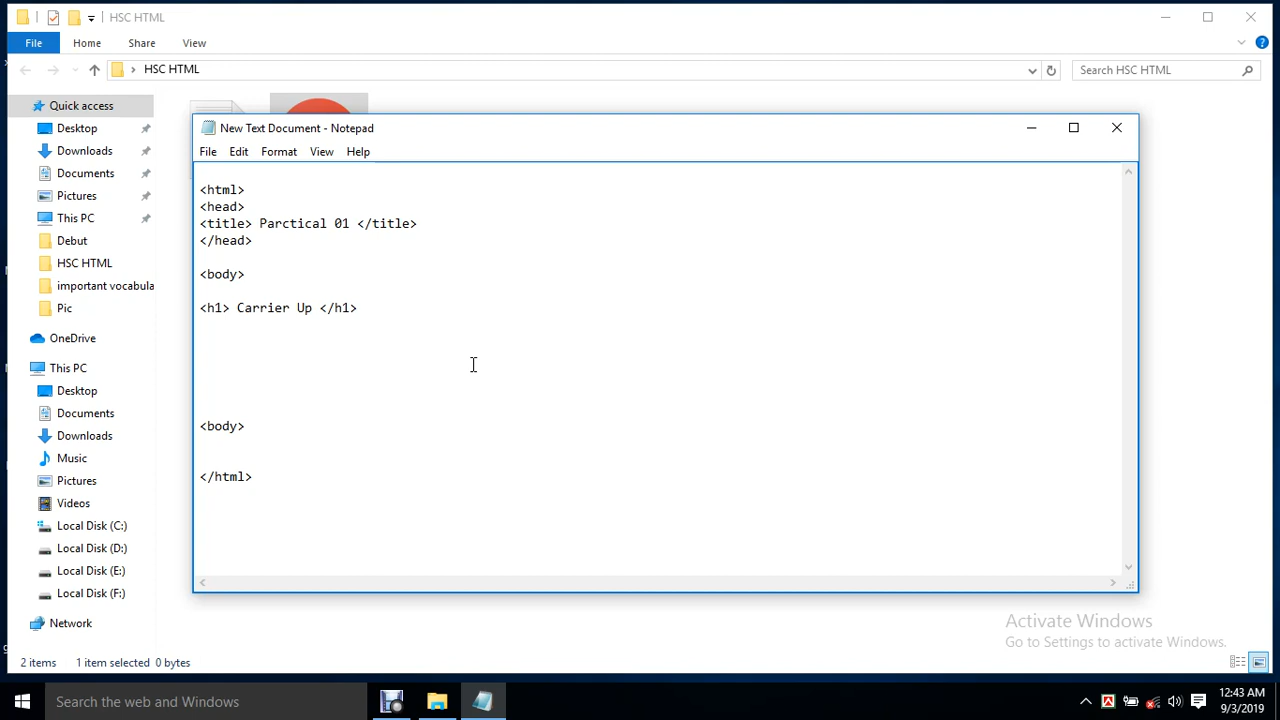 HSC HTML
File Home Share View
HSC HTML
Search HSC HTML
Quick access
Desktop
Downloads
Documents
Pictures
This PC
Debut
HSC HTML
important vocabula
Pic
OneDrive
This PC
Desktop
Documents
Downloads
Music
Pictures
Videos
Local Disk (C:)
Local Disk (D:)
Local Disk (E:)
Local Disk (F:)
Network
2 items 1 item selected 0 bytes
New Text Document - Notepad
File Edit Format View Help
<html>
<head>
<title> Parctical 01 </title>
</head>
<body>
<h1> Carrier Up </h1>
<body>
</html>
Activate Windows
Go to Settings to activate Windows.
Search the web and Windows
12:43 AM
9/3/2019